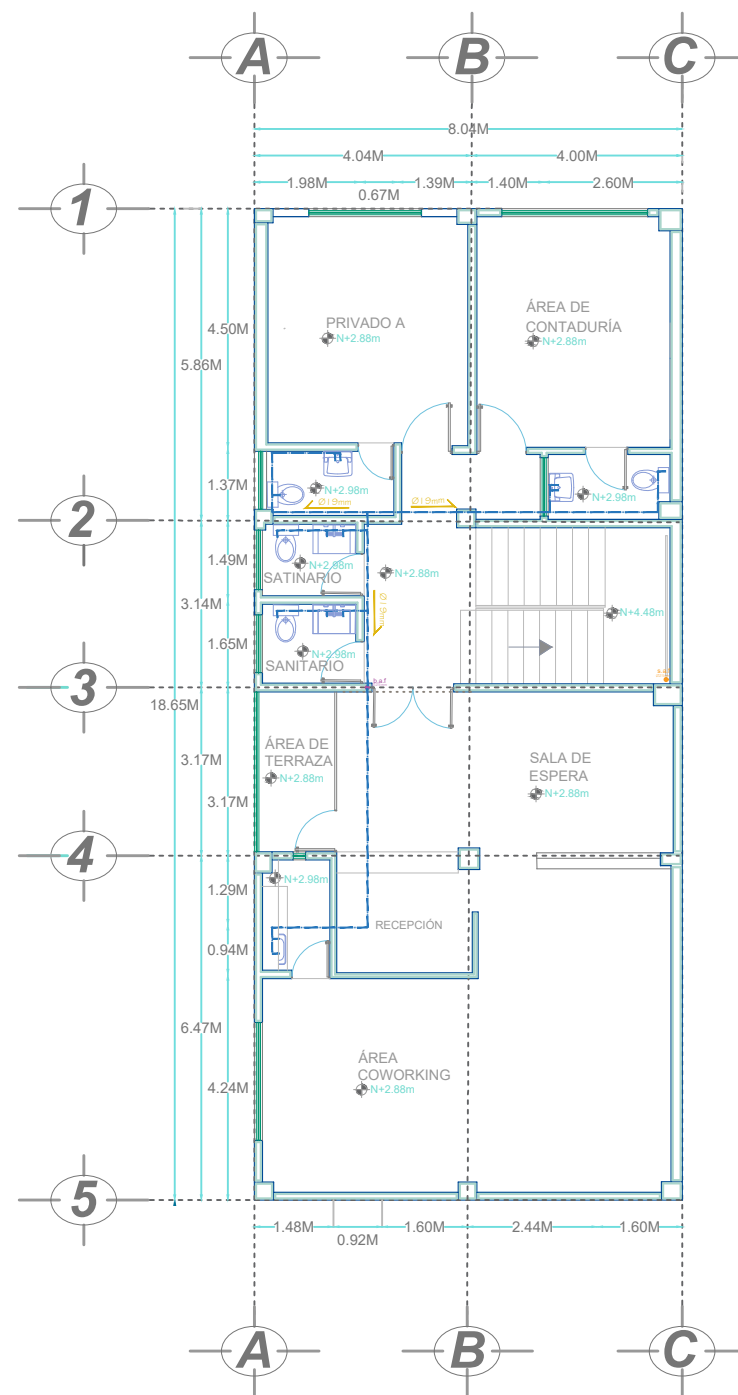 A
B
C
8.04M
4.04M
4.00M
1.98M
1.39M
1.40M
2.60M
0.67M
1
4.50M
5.86M
PRIVADO A
N+2.88m
ÁREA DE
CONTADURÍA
N+2.88m
1.37M
N+2.98m
Ø19mm
Ø19mm
N+2.98m
2
1.49M
N+2.98m
SATINARIO
N+2.88m
3.14M
Ø19mm
N+4.48m
1.65M
N+2.98m
SANITARIO
b.a.f
3
18.65M
3.17M
ÁREA DE
TERRAZA
N+2.88m
3.17M
SALA DE
ESPERA
N+2.88m
4
1.29M
N+2.98m
0.94M
RECEPCIÓN
6.47M
4.24M
ÁREA
COWORKING
N+2.88m
5
1.48M
1.60M
2.44M
1.60M
0.92M
A
B
C